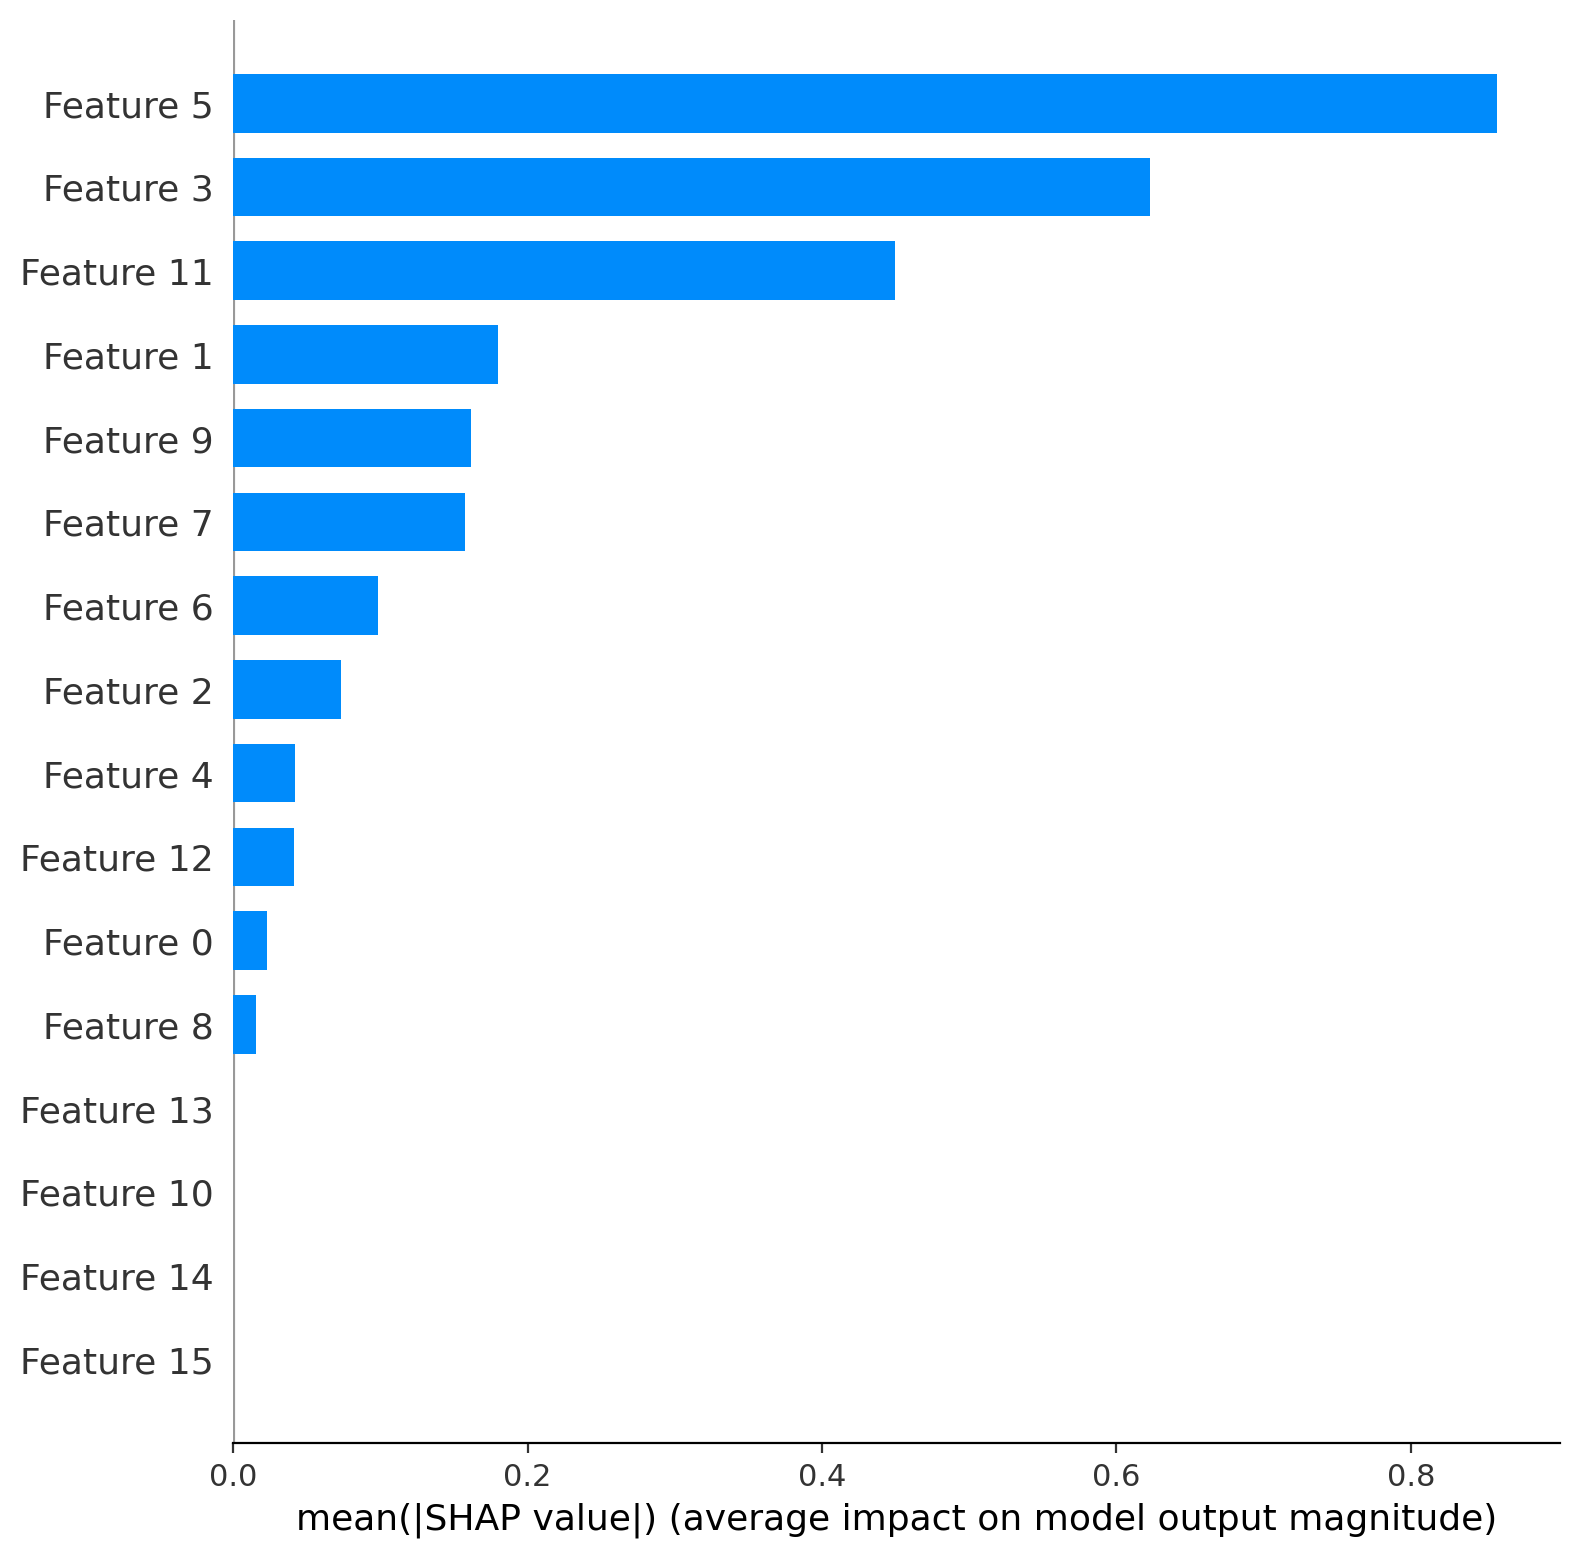 Feature 5
Feature 3
Feature 11
Feature 1
Feature 9
Feature 7
Feature 6
Feature 2
Feature 4
Feature 12
Feature 0
Feature 8
Feature 13
Feature 10
Feature 14
Feature 15
0.0 0.2 0.4 0.6 0.8
mean(|SHAP value|) (average impact on model output magnitude)